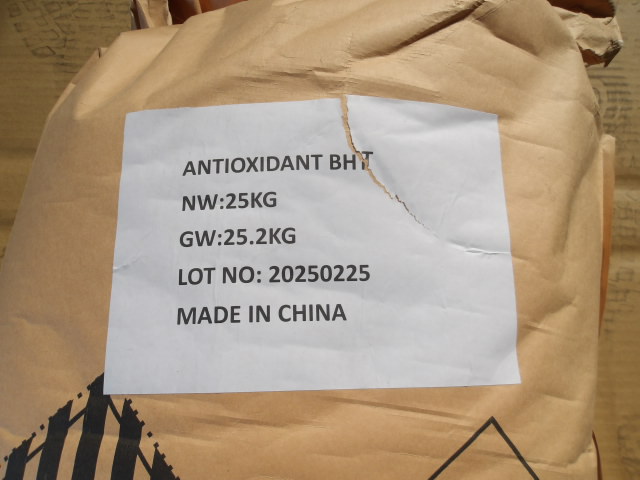 ANTIOXIDANT BHT
NW:25KG
GW:25.2KG
LOT NO: 20250225
MADE IN CHINA